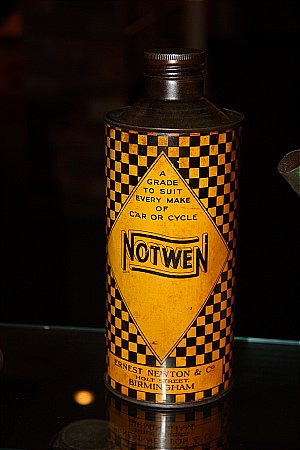 A
GRADE
TO SUIT
EVERY MAKE
OF
CAR OR CYCLE
NOTWEN
ERNEST NEWTON & Co
HOLT STREET,
BIRMINGHAM